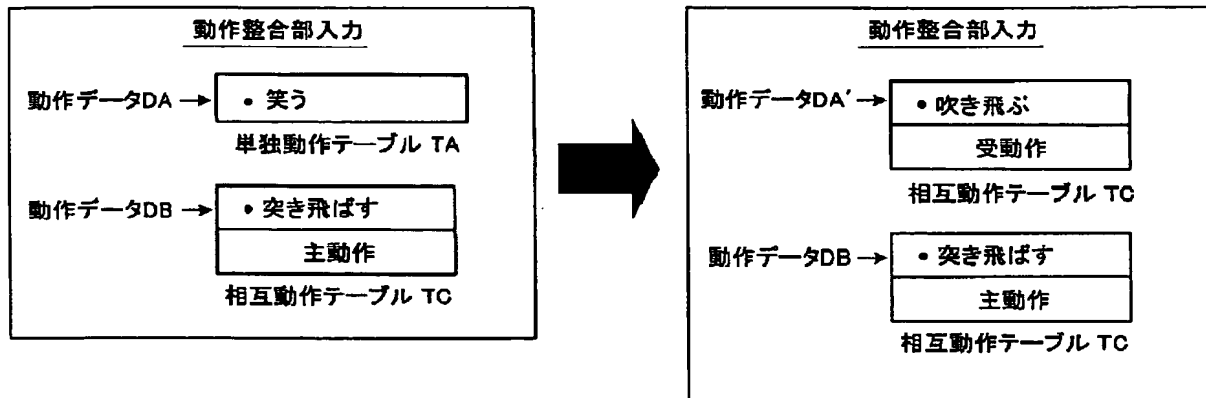 動作整合部入力
動作データDA
• 笑う
単独動作テーブル TA
動作データDB
• 突き飛ばす
主動作
相互動作テーブル TC
動作整合部入力
動作データDA′
• 吹き飛ぶ
受動作
相互動作テーブル TC
動作データDB
• 突き飛ばす
主動作
相互動作テーブル TC